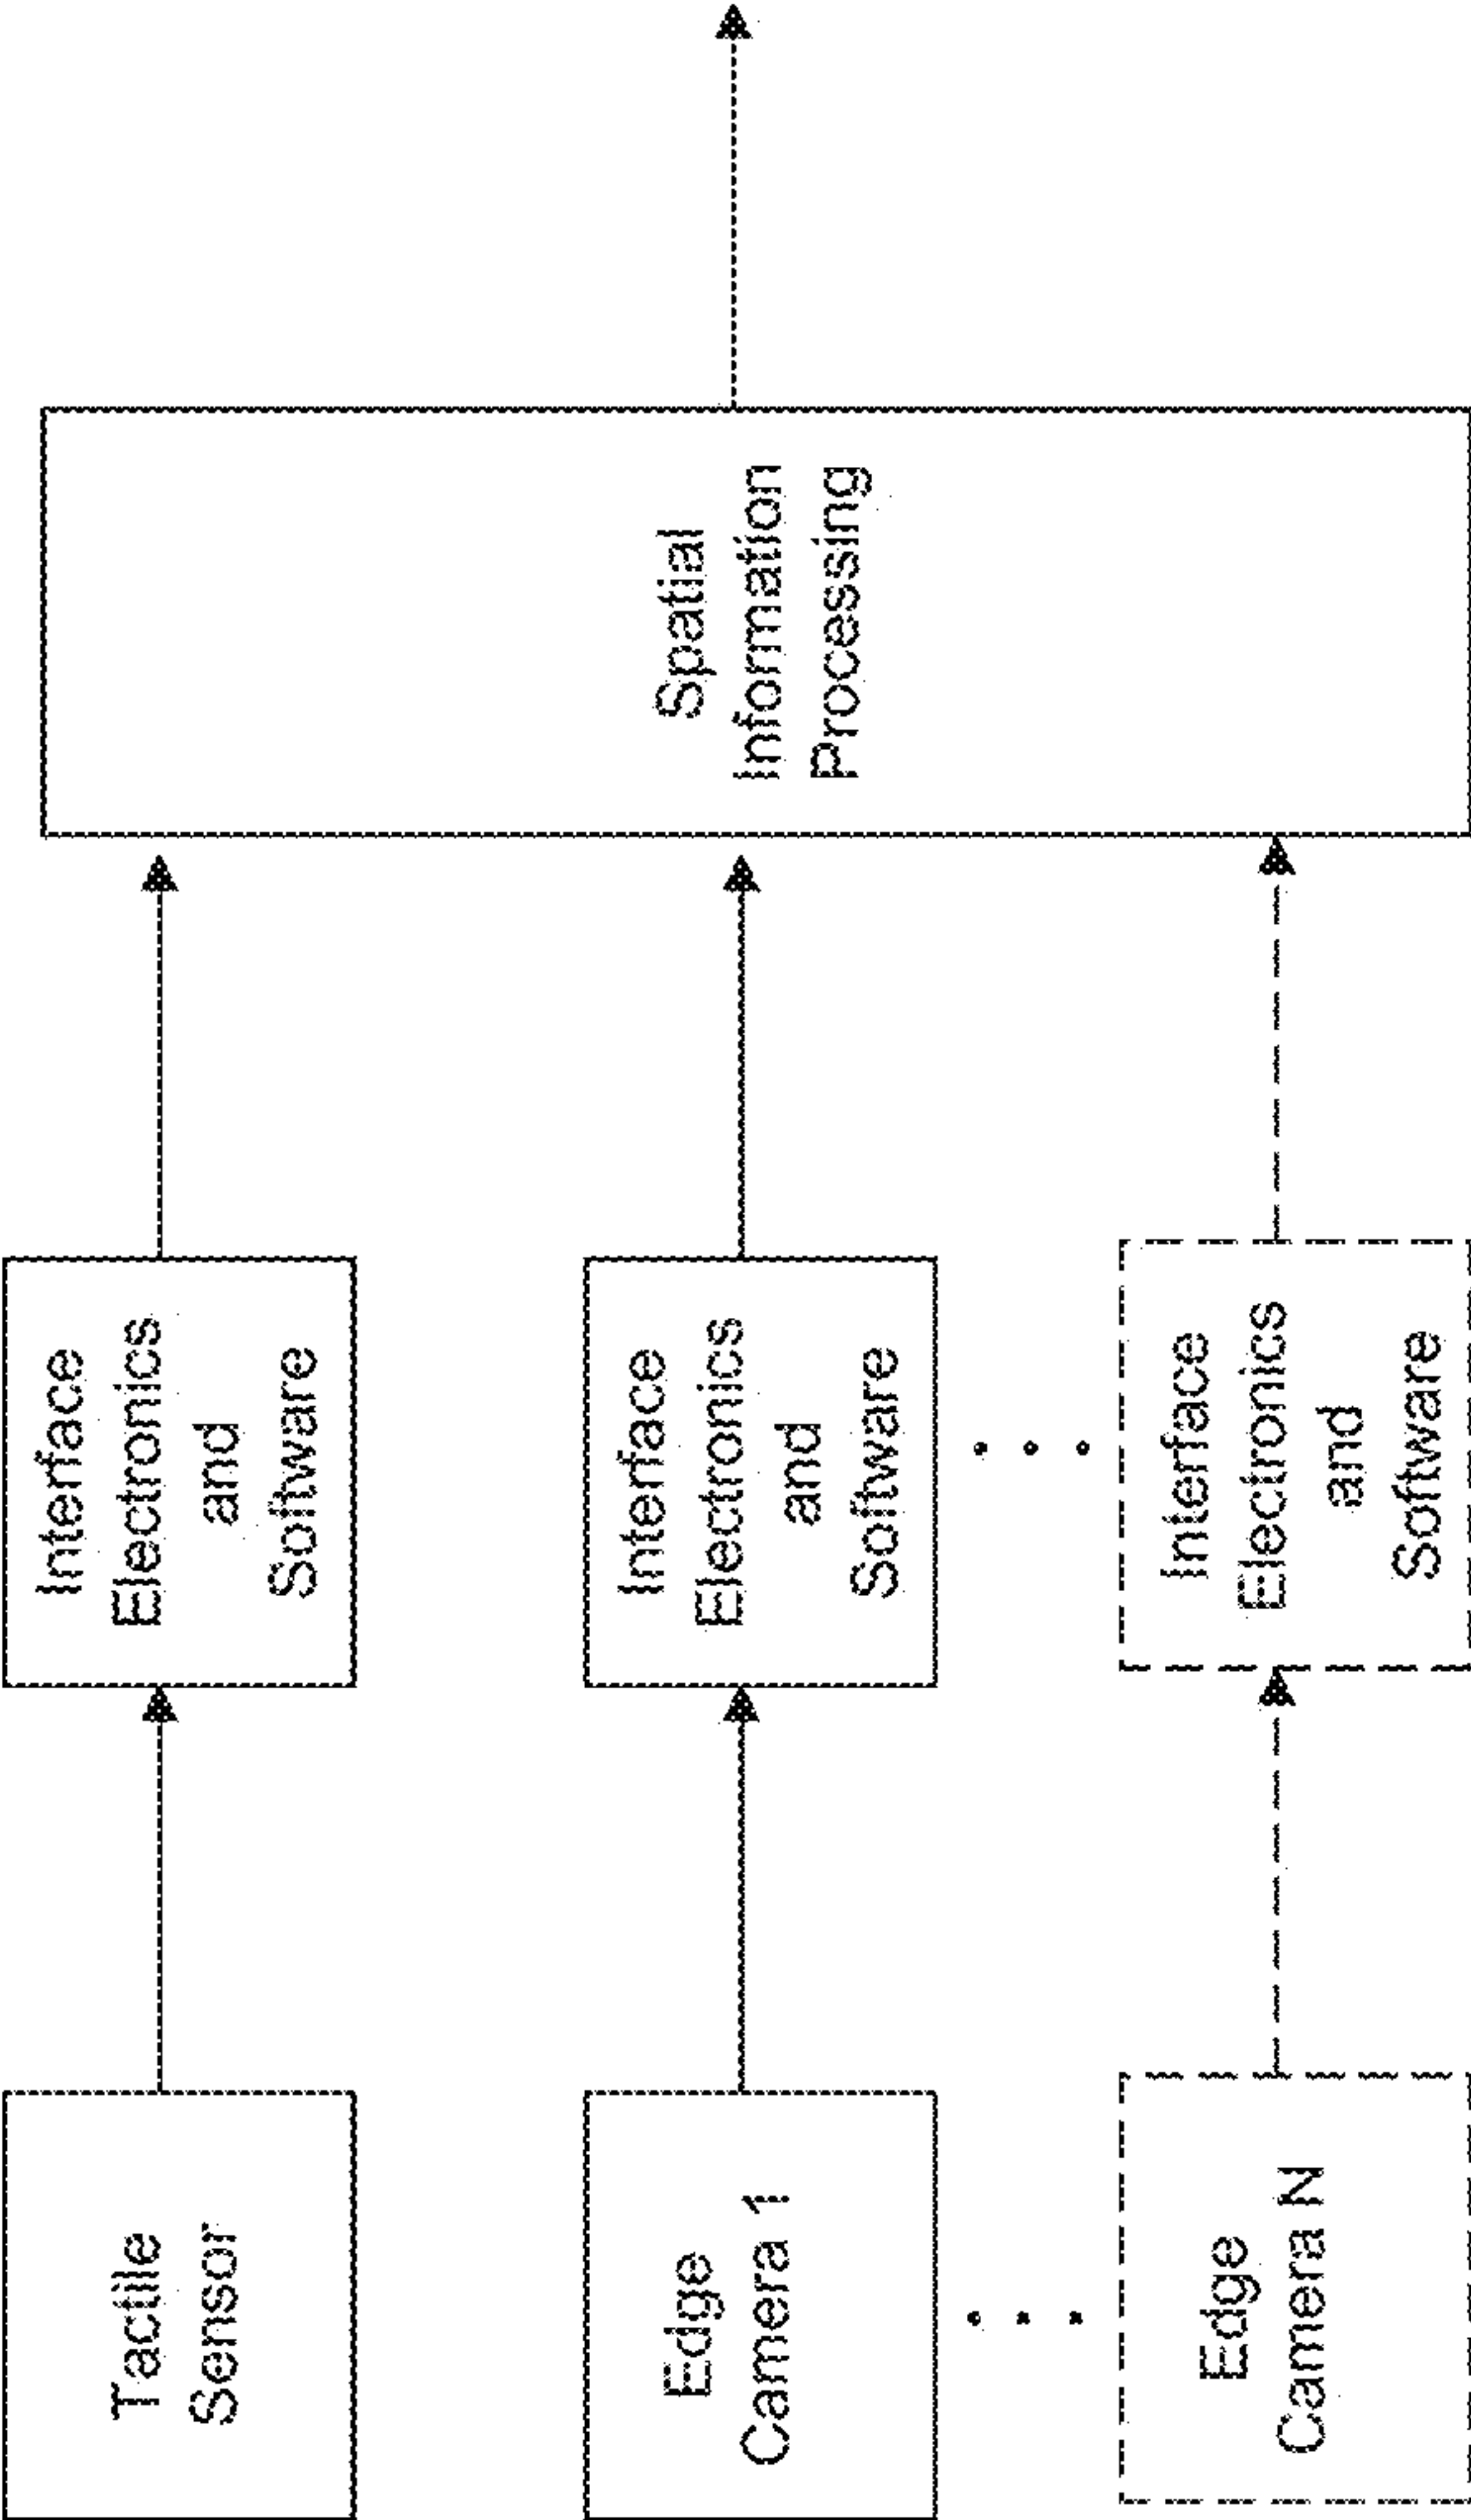 Tactile
Sensor
Interface
Electronics
and
Software
Edge
Camera 1
Interface
Electronics
and
Software
Edge
Camera N
Interface
Electronics
and
Software
Spatial
Information
Processing